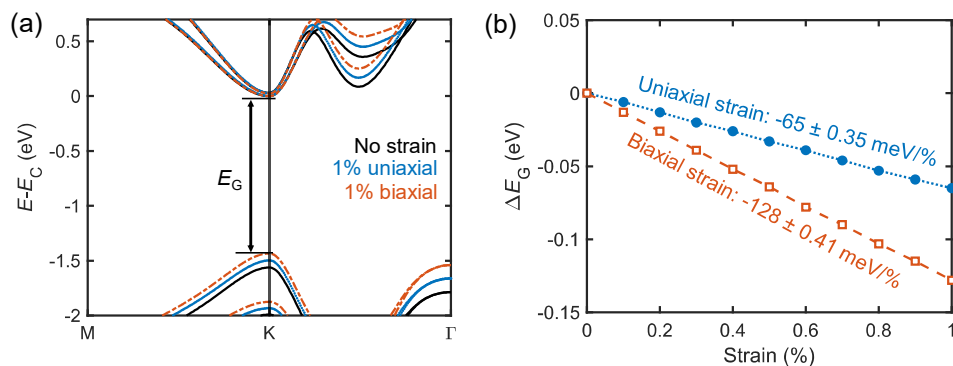 (a)
0.5
0
-0.5
-1
-1.5
-2
E-E_C (eV)
E_G
No strain
1% uniaxial
1% biaxial
M
K
Γ
(b)
0
-0.05
-0.1
-0.15
ΔE_G (eV)
Uniaxial strain: -65 ± 0.35 meV/%
Biaxial strain: -128 ± 0.41 meV/%
0
0.2
0.4
0.6
0.8
1
Strain (%)